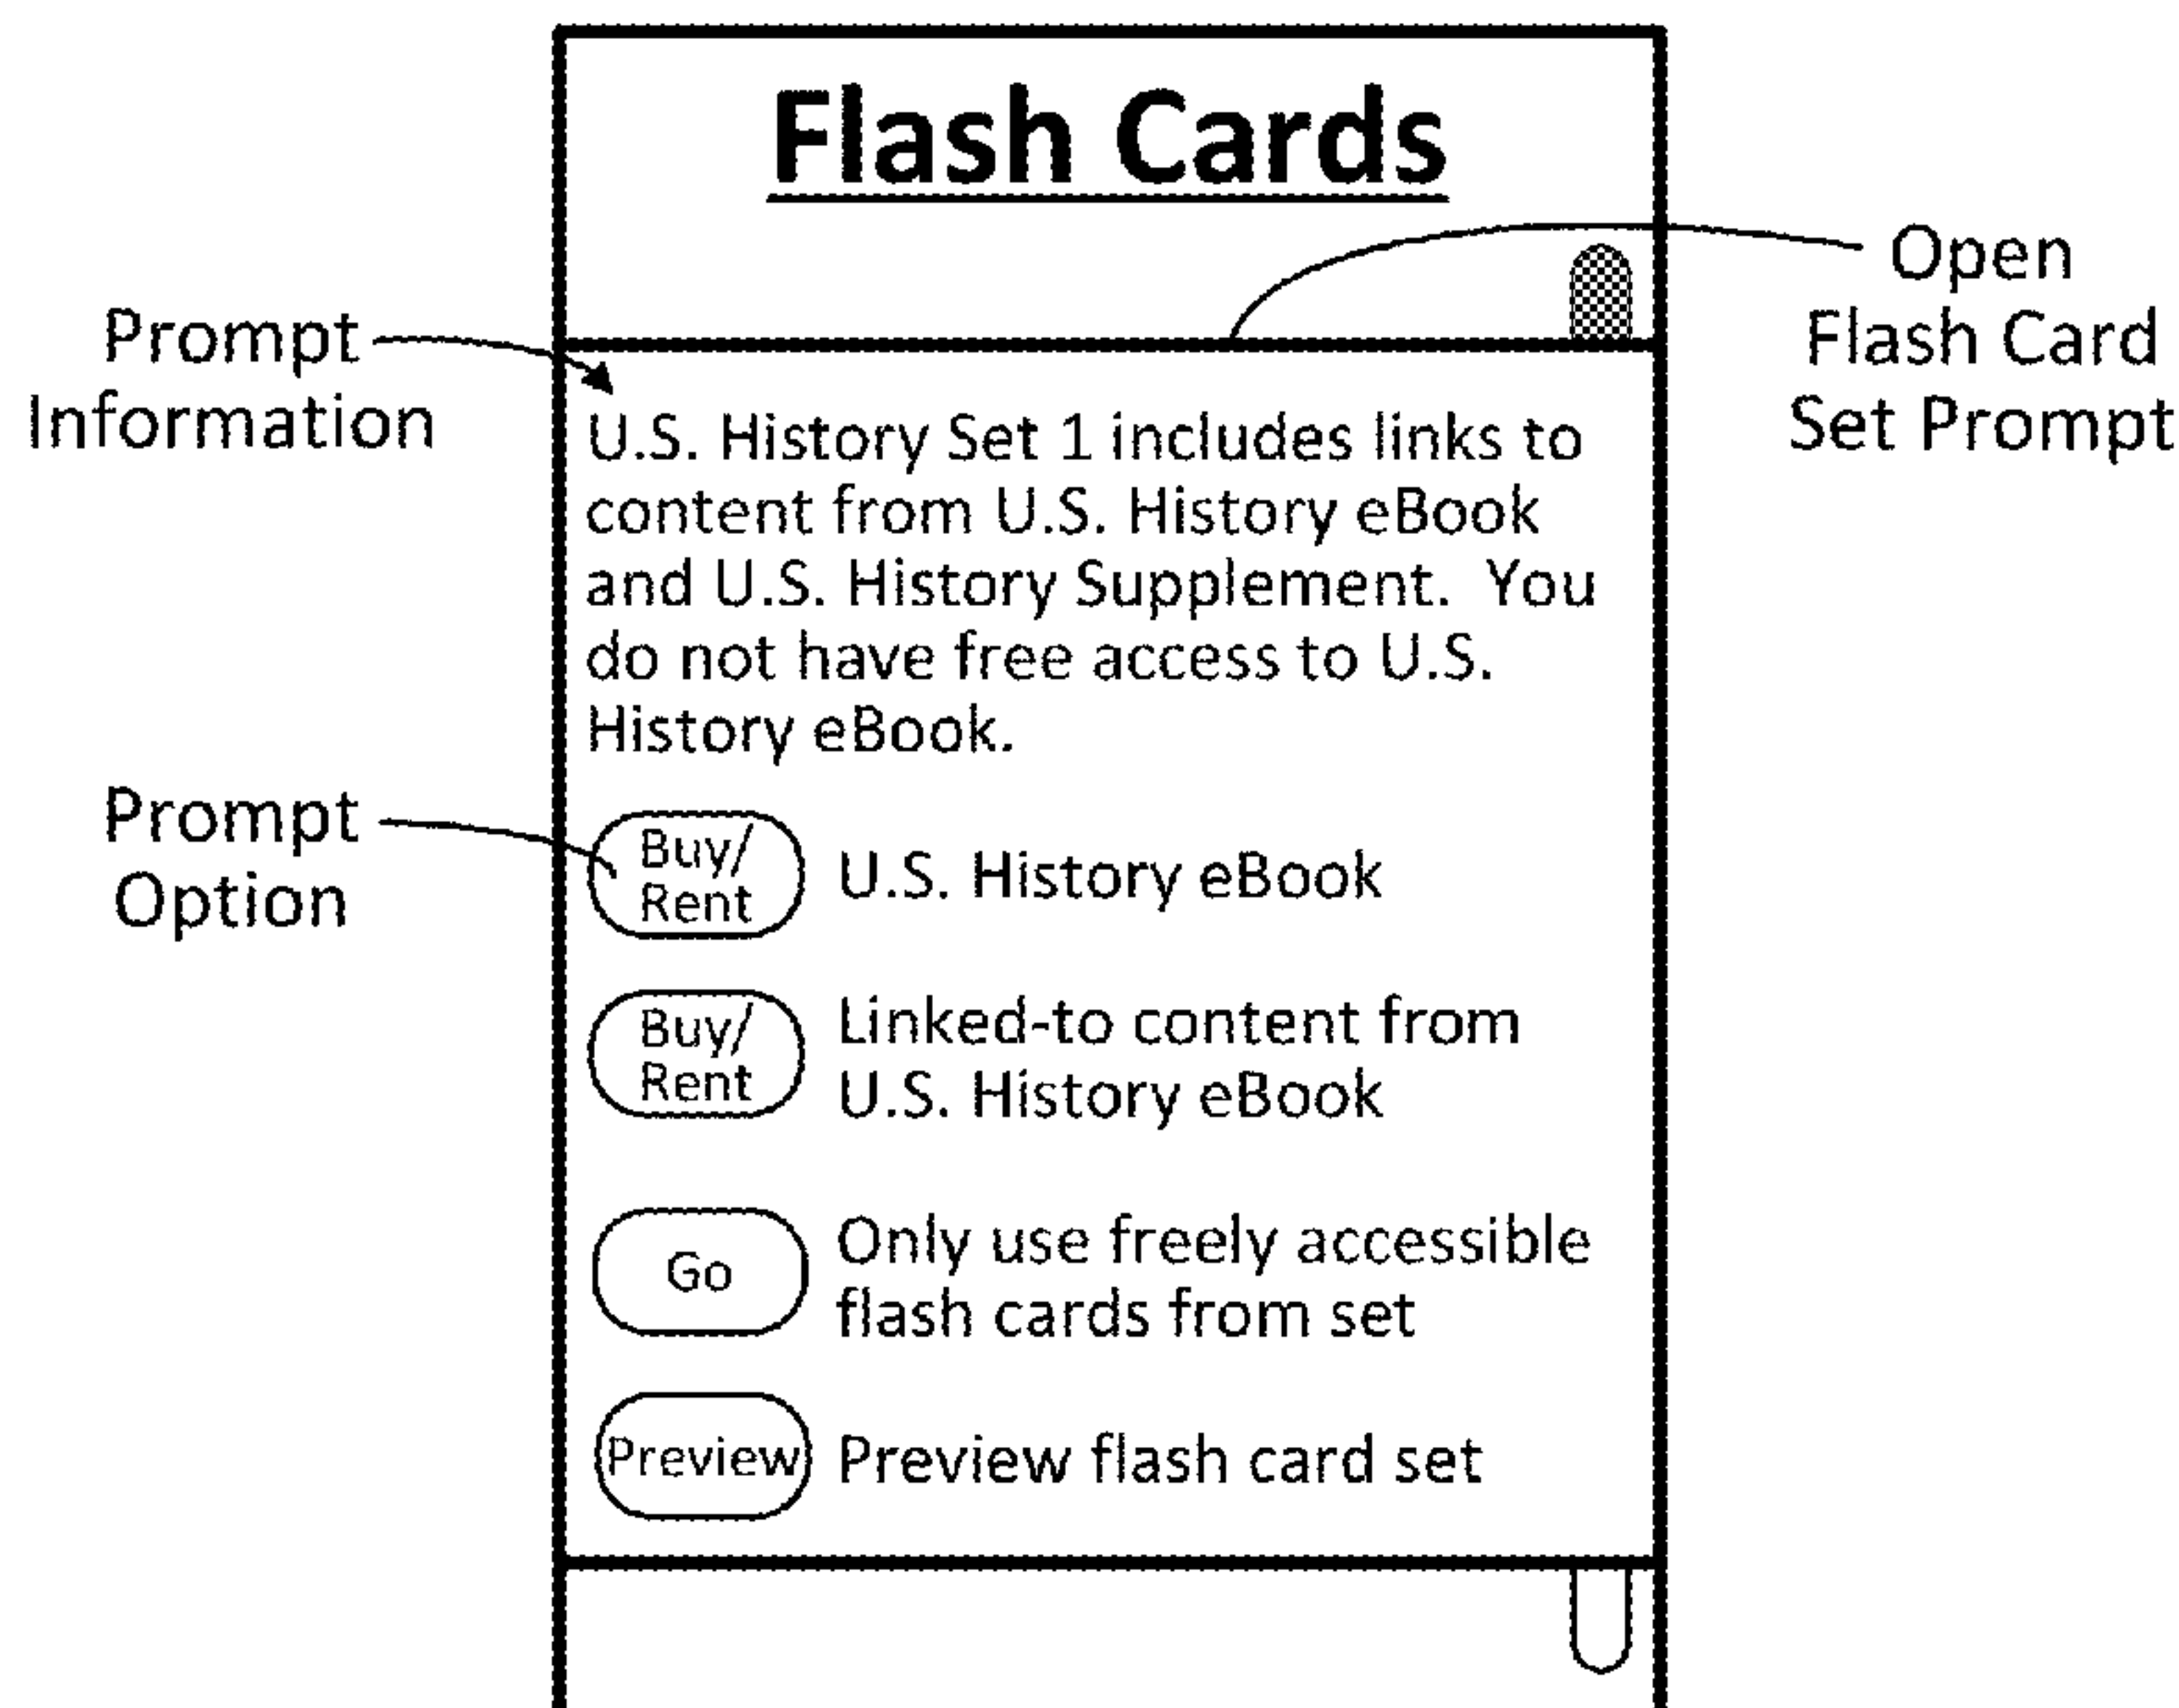 Flash Cards
Open
Flash Card
Set Prompt
Prompt
Information
U.S. History Set 1 includes links to
content from U.S. History eBook
and U.S. History Supplement. You
do not have free access to U.S.
History eBook.
Prompt
Option
Buy/
Rent
U.S. History eBook
Buy/
Rent
Linked-to content from
U.S. History eBook
Go
Only use freely accessible
flash cards from set
Preview
Preview flash card set